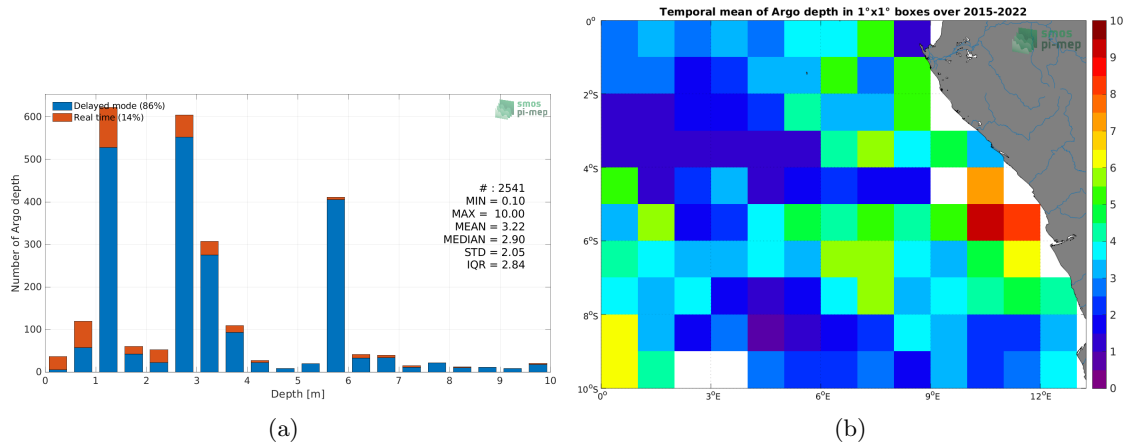 Delayed mode (86%)
Real time (14%)
smos
pi-mep
Number of Argo depth
600
500
400
300
200
100
0
# : 2541
MIN = 0.10
MAX = 10.00
MEAN = 3.22
MEDIAN = 2.90
STD = 2.05
IQR = 2.84
0 1 2 3 4 5 6 7 8 9 10
Depth [m]
(a)
Temporal mean of Argo depth in 1°x1° boxes over 2015-2022
smos
pi-mep
0°
2°S
4°S
6°S
8°S
10°S
0° 3°E 6°E 9°E 12°E
10
9
8
7
6
5
4
3
2
1
0
(b)